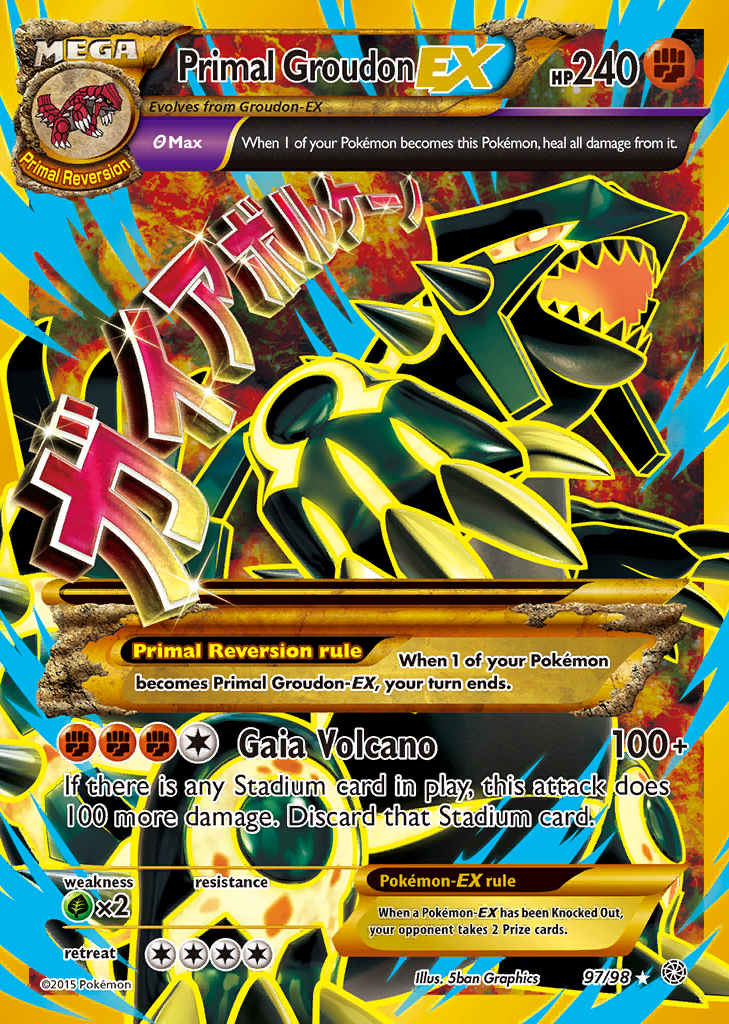 MEGA
Primal Groudon EX
HP240
Evolves from Groudon-EX
Primal Reversion
θ Max
When 1 of your Pokémon becomes this Pokémon, heal all damage from it.
ガイアボルケーノ
Primal Reversion rule
When 1 of your Pokémon
becomes Primal Groudon-EX, your turn ends.
Gaia Volcano 100+
If there is any Stadium card in play, this attack does
100 more damage. Discard that Stadium card.
weakness resistance
×2
Pokémon-EX rule
When a Pokémon-EX has been Knocked Out,
your opponent takes 2 Prize cards.
retreat
©2015 Pokémon
Illus. 5ban Graphics
97/98 ★